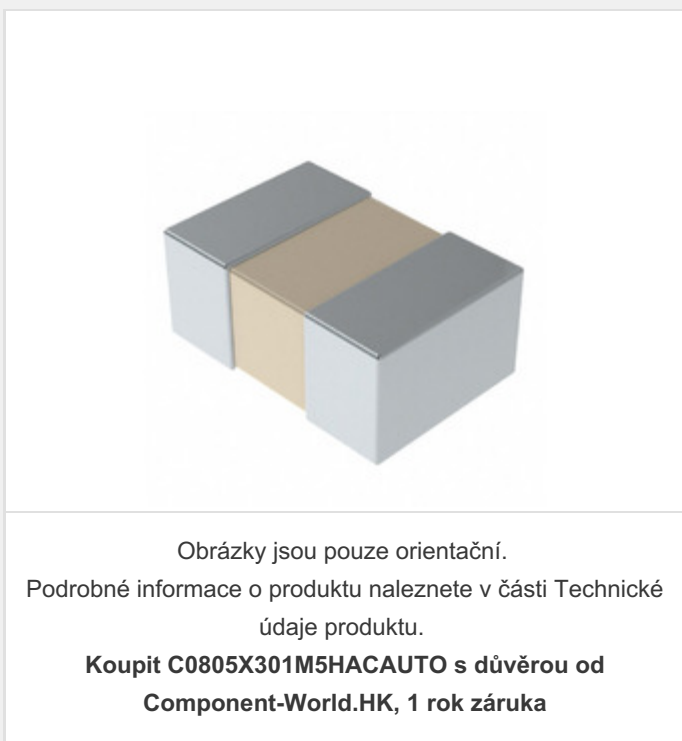 Obrázky jsou pouze orientační.
Podrobné informace o produktu naleznete v části Technické
údaje produktu.
Koupit C0805X301M5HACAUTO s důvěrou od
Component-World.HK, 1 rok záruka